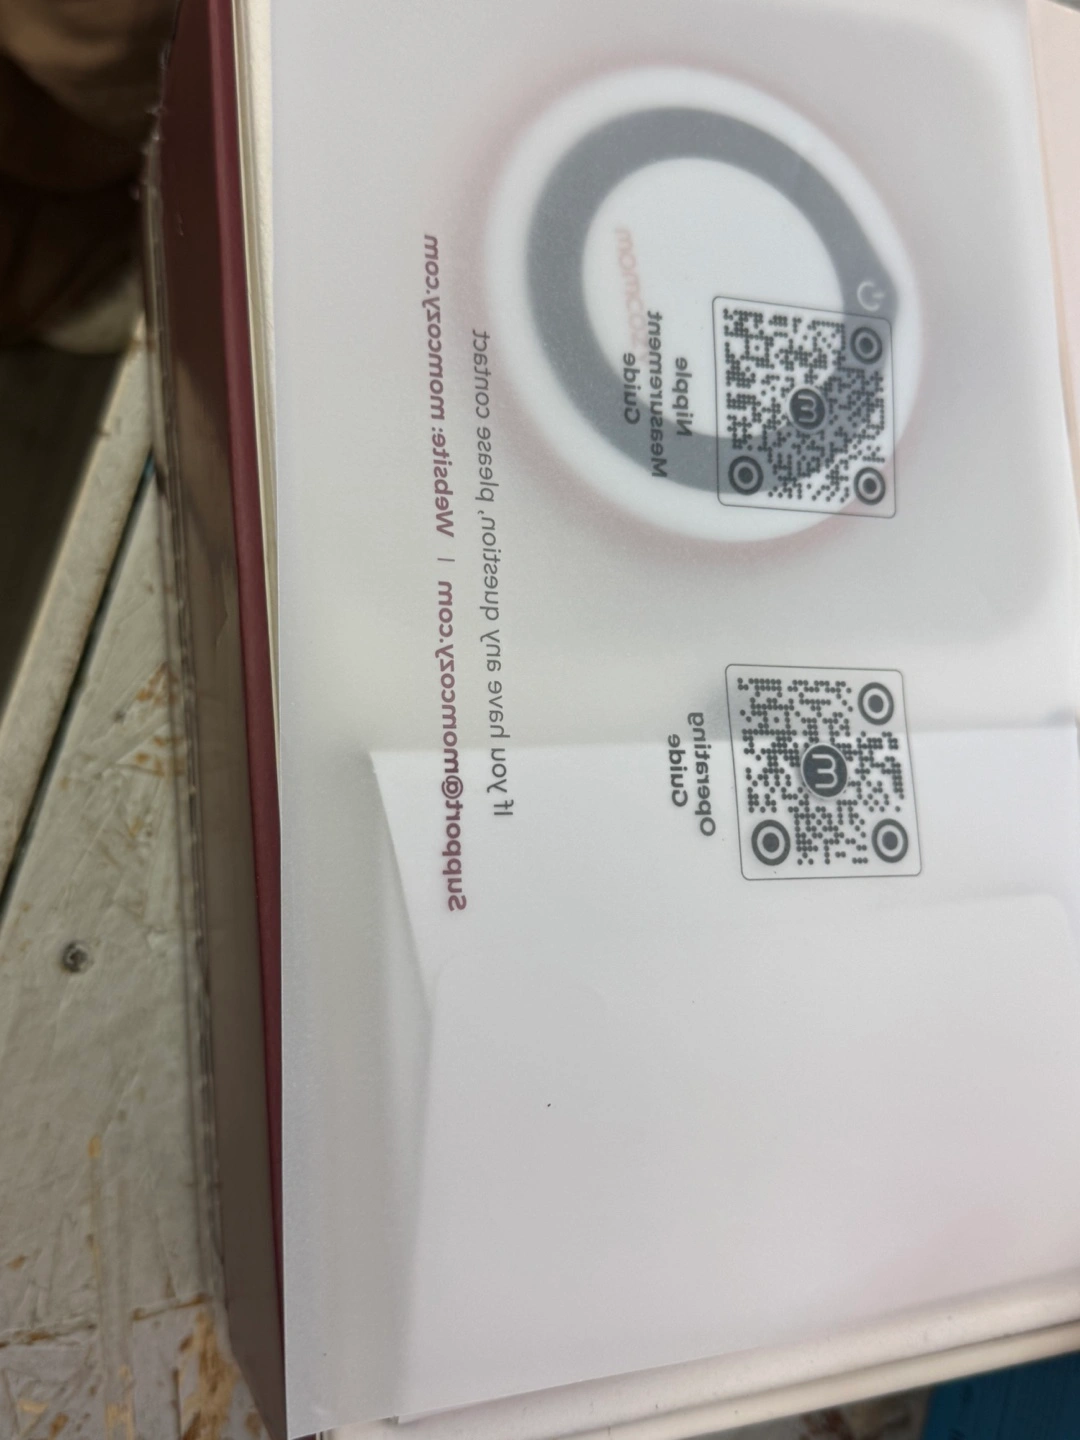 Operating
Guide
Nipple
Measurement
Guide
If you have any question, please contact
Support@momcozy.com | Website: momcozy.com
momcozy
m
m